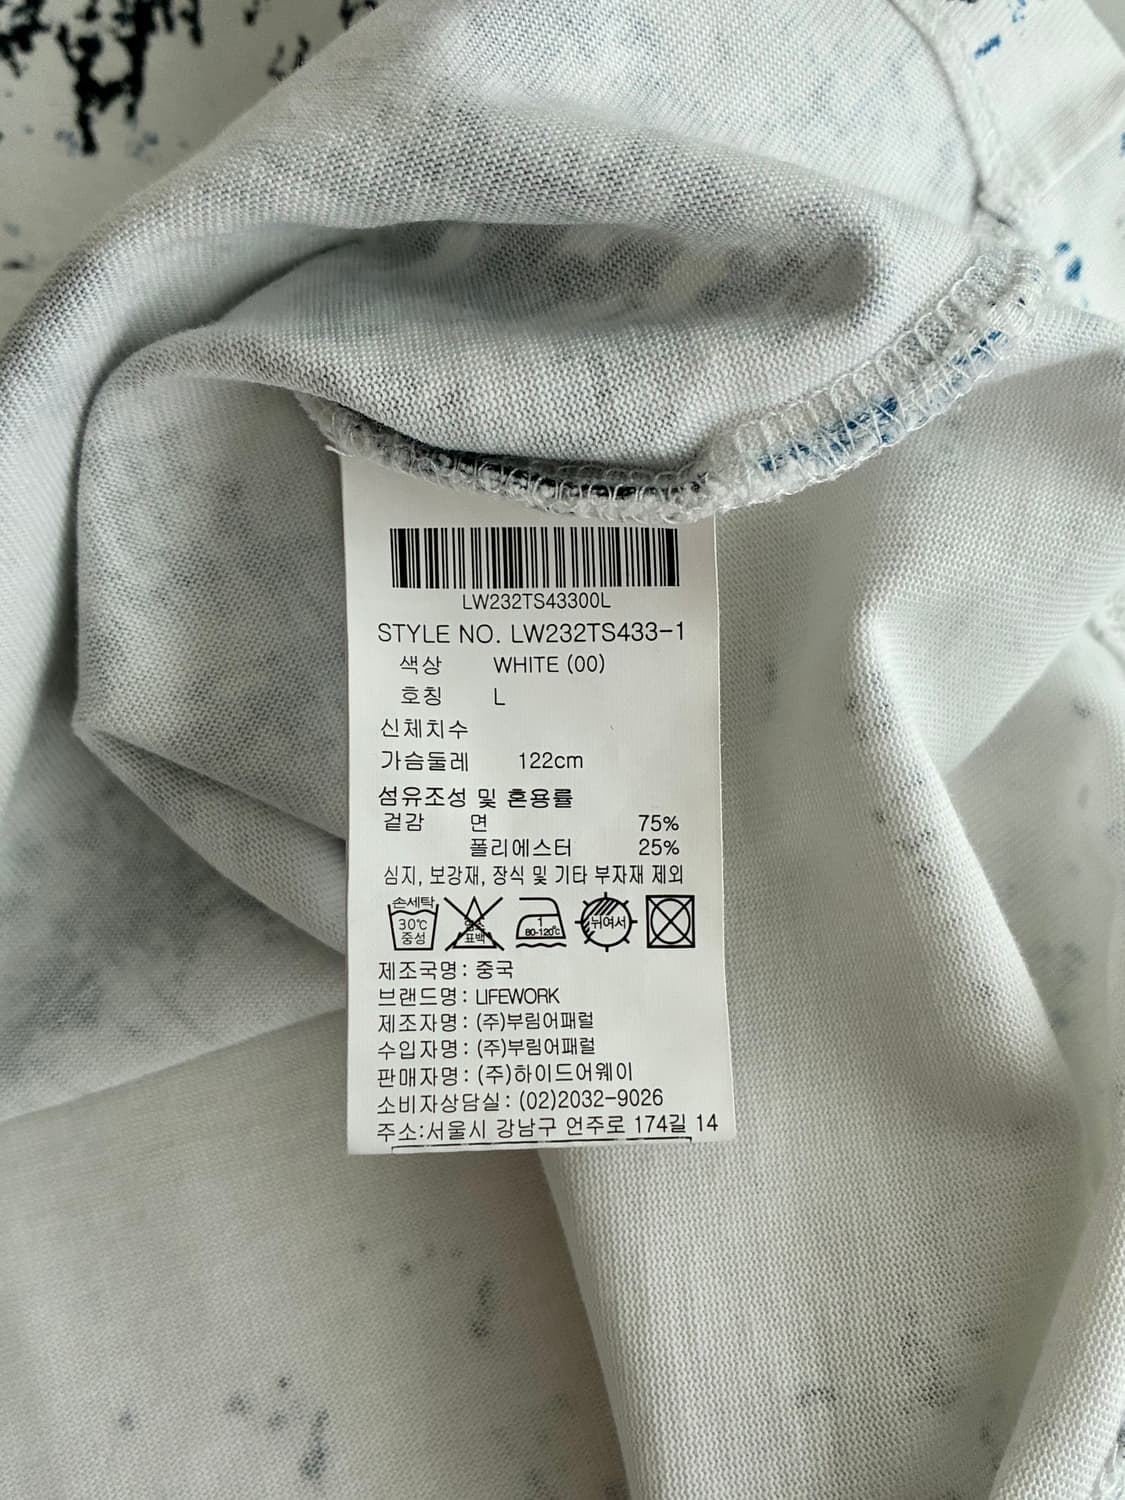 LW232TS43300L
STYLE NO. LW232TS433-1
색상 WHITE (00)
호칭 L
신체치수
가슴둘레 122cm
섬유조성 및 혼용률
겉감 면 75%
폴리에스터 25%
심지, 보강재, 장식 및 기타 부자재 제외
손세탁
30℃
중성
염소
표백
1
80-120℃
뉘여서
제조국명: 중국
브랜드명: LIFEWORK
제조자명: (주)부림어패럴
수입자명: (주)부림어패럴
판매자명: (주)하이드어웨이
소비자상담실: (02)2032-9026
주소:서울시 강남구 언주로 174길 14